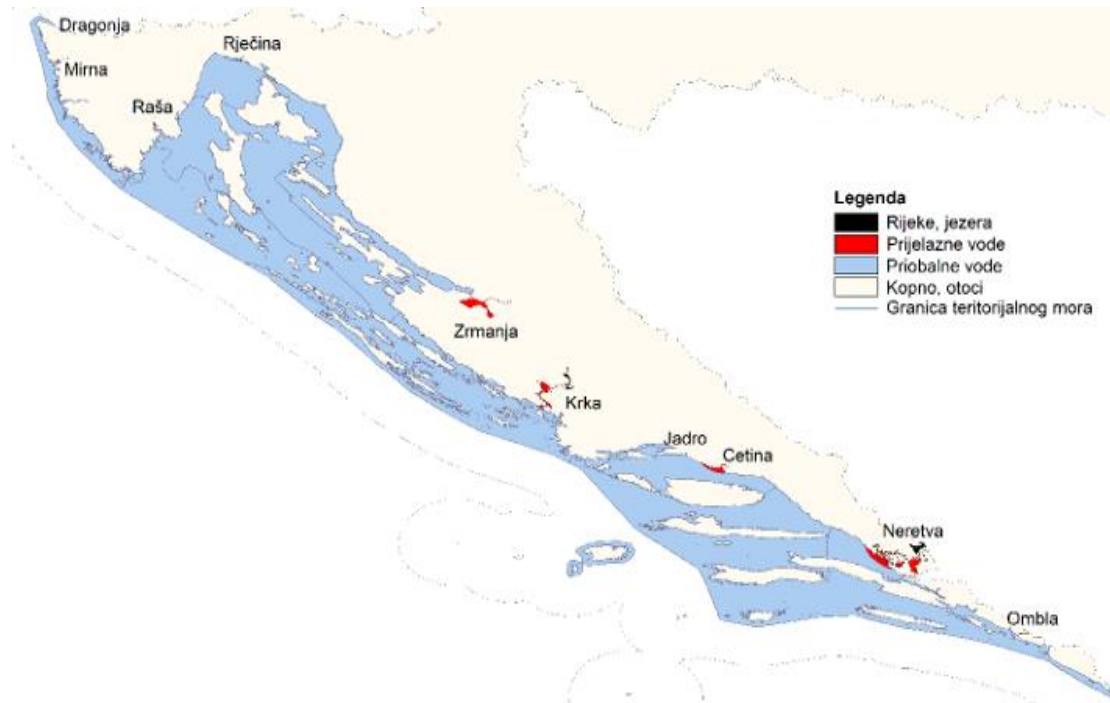 Dragonja
Rječina
Mirna
Raša
Legenda
Rijeke, jezera
Prijelazne vode
Priobalne vode
Kopno, otoci
Granica teritorijalnog mora
Zrmanja
Krka
Jadro
Cetina
Neretva
Ombla